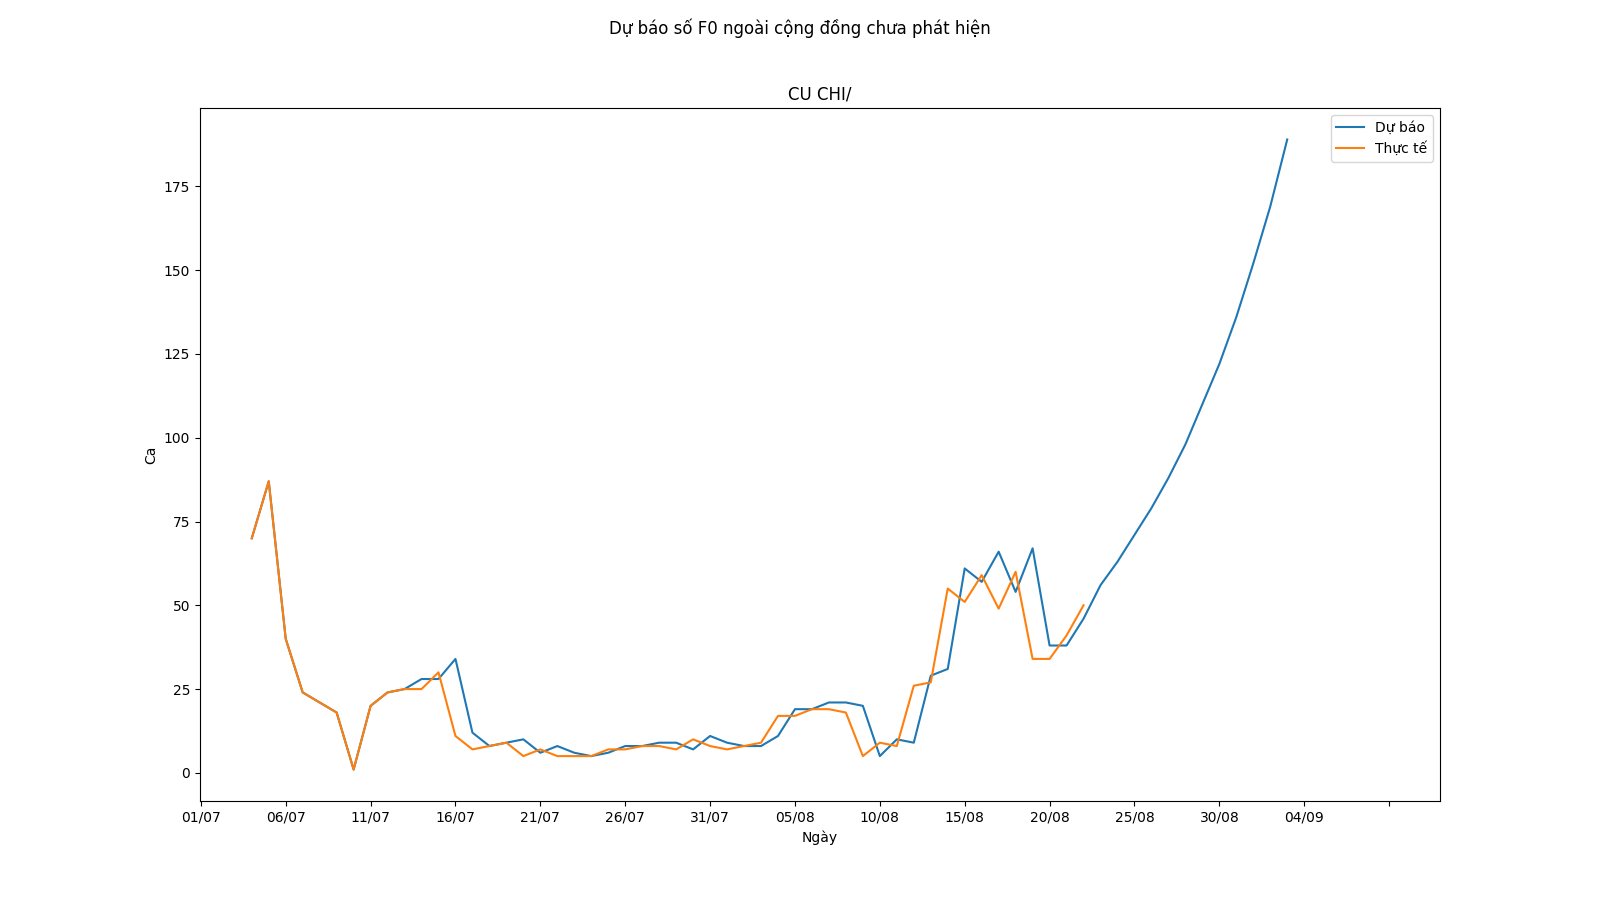 Dự báo số F0 ngoài cộng đồng chưa phát hiện
CU CHI/
Dự báo
Thực tế
175
150
125
100
75
50
25
0
Ca
01/07 06/07 11/07 16/07 21/07 26/07 31/07 05/08 10/08 15/08 20/08 25/08 30/08 04/09
Ngày